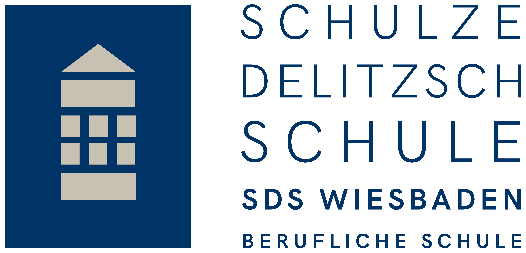 SCHULZE
DELITZSCH
SCHULE
SDS WIESBADEN
BERUFLICHE SCHULE